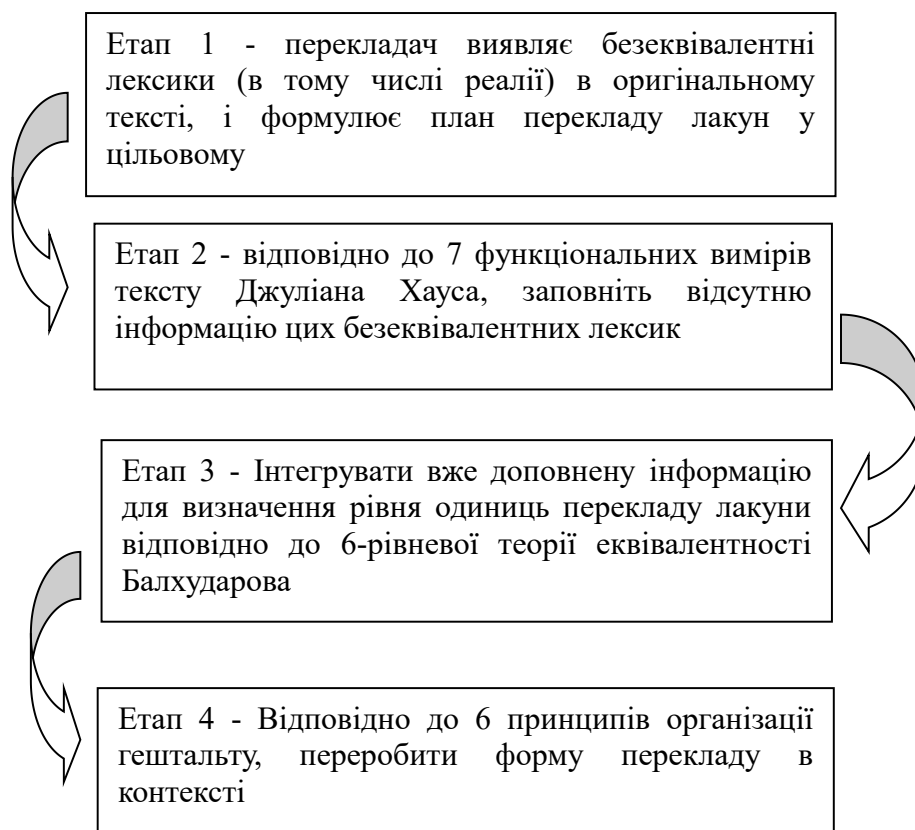 Етап 1 - перекладач виявляє безеквівалентні
лексики (в тому числі реалії) в оригінальному
тексті, і формулює план перекладу лакун у
цільовому
Етап 2 - відповідно до 7 функціональних вимірів
тексту Джуліана Хауса, заповніть відсутню
інформацію цих безеквівалентних лексик
Етап 3 - Інтегрувати вже доповнену інформацію
для визначення рівня одиниць перекладу лакуни
відповідно до 6-рівневої теорії еквівалентності
Балхударова
Етап 4 - Відповідно до 6 принципів організації
гештальту, переробити форму перекладу в
контексті